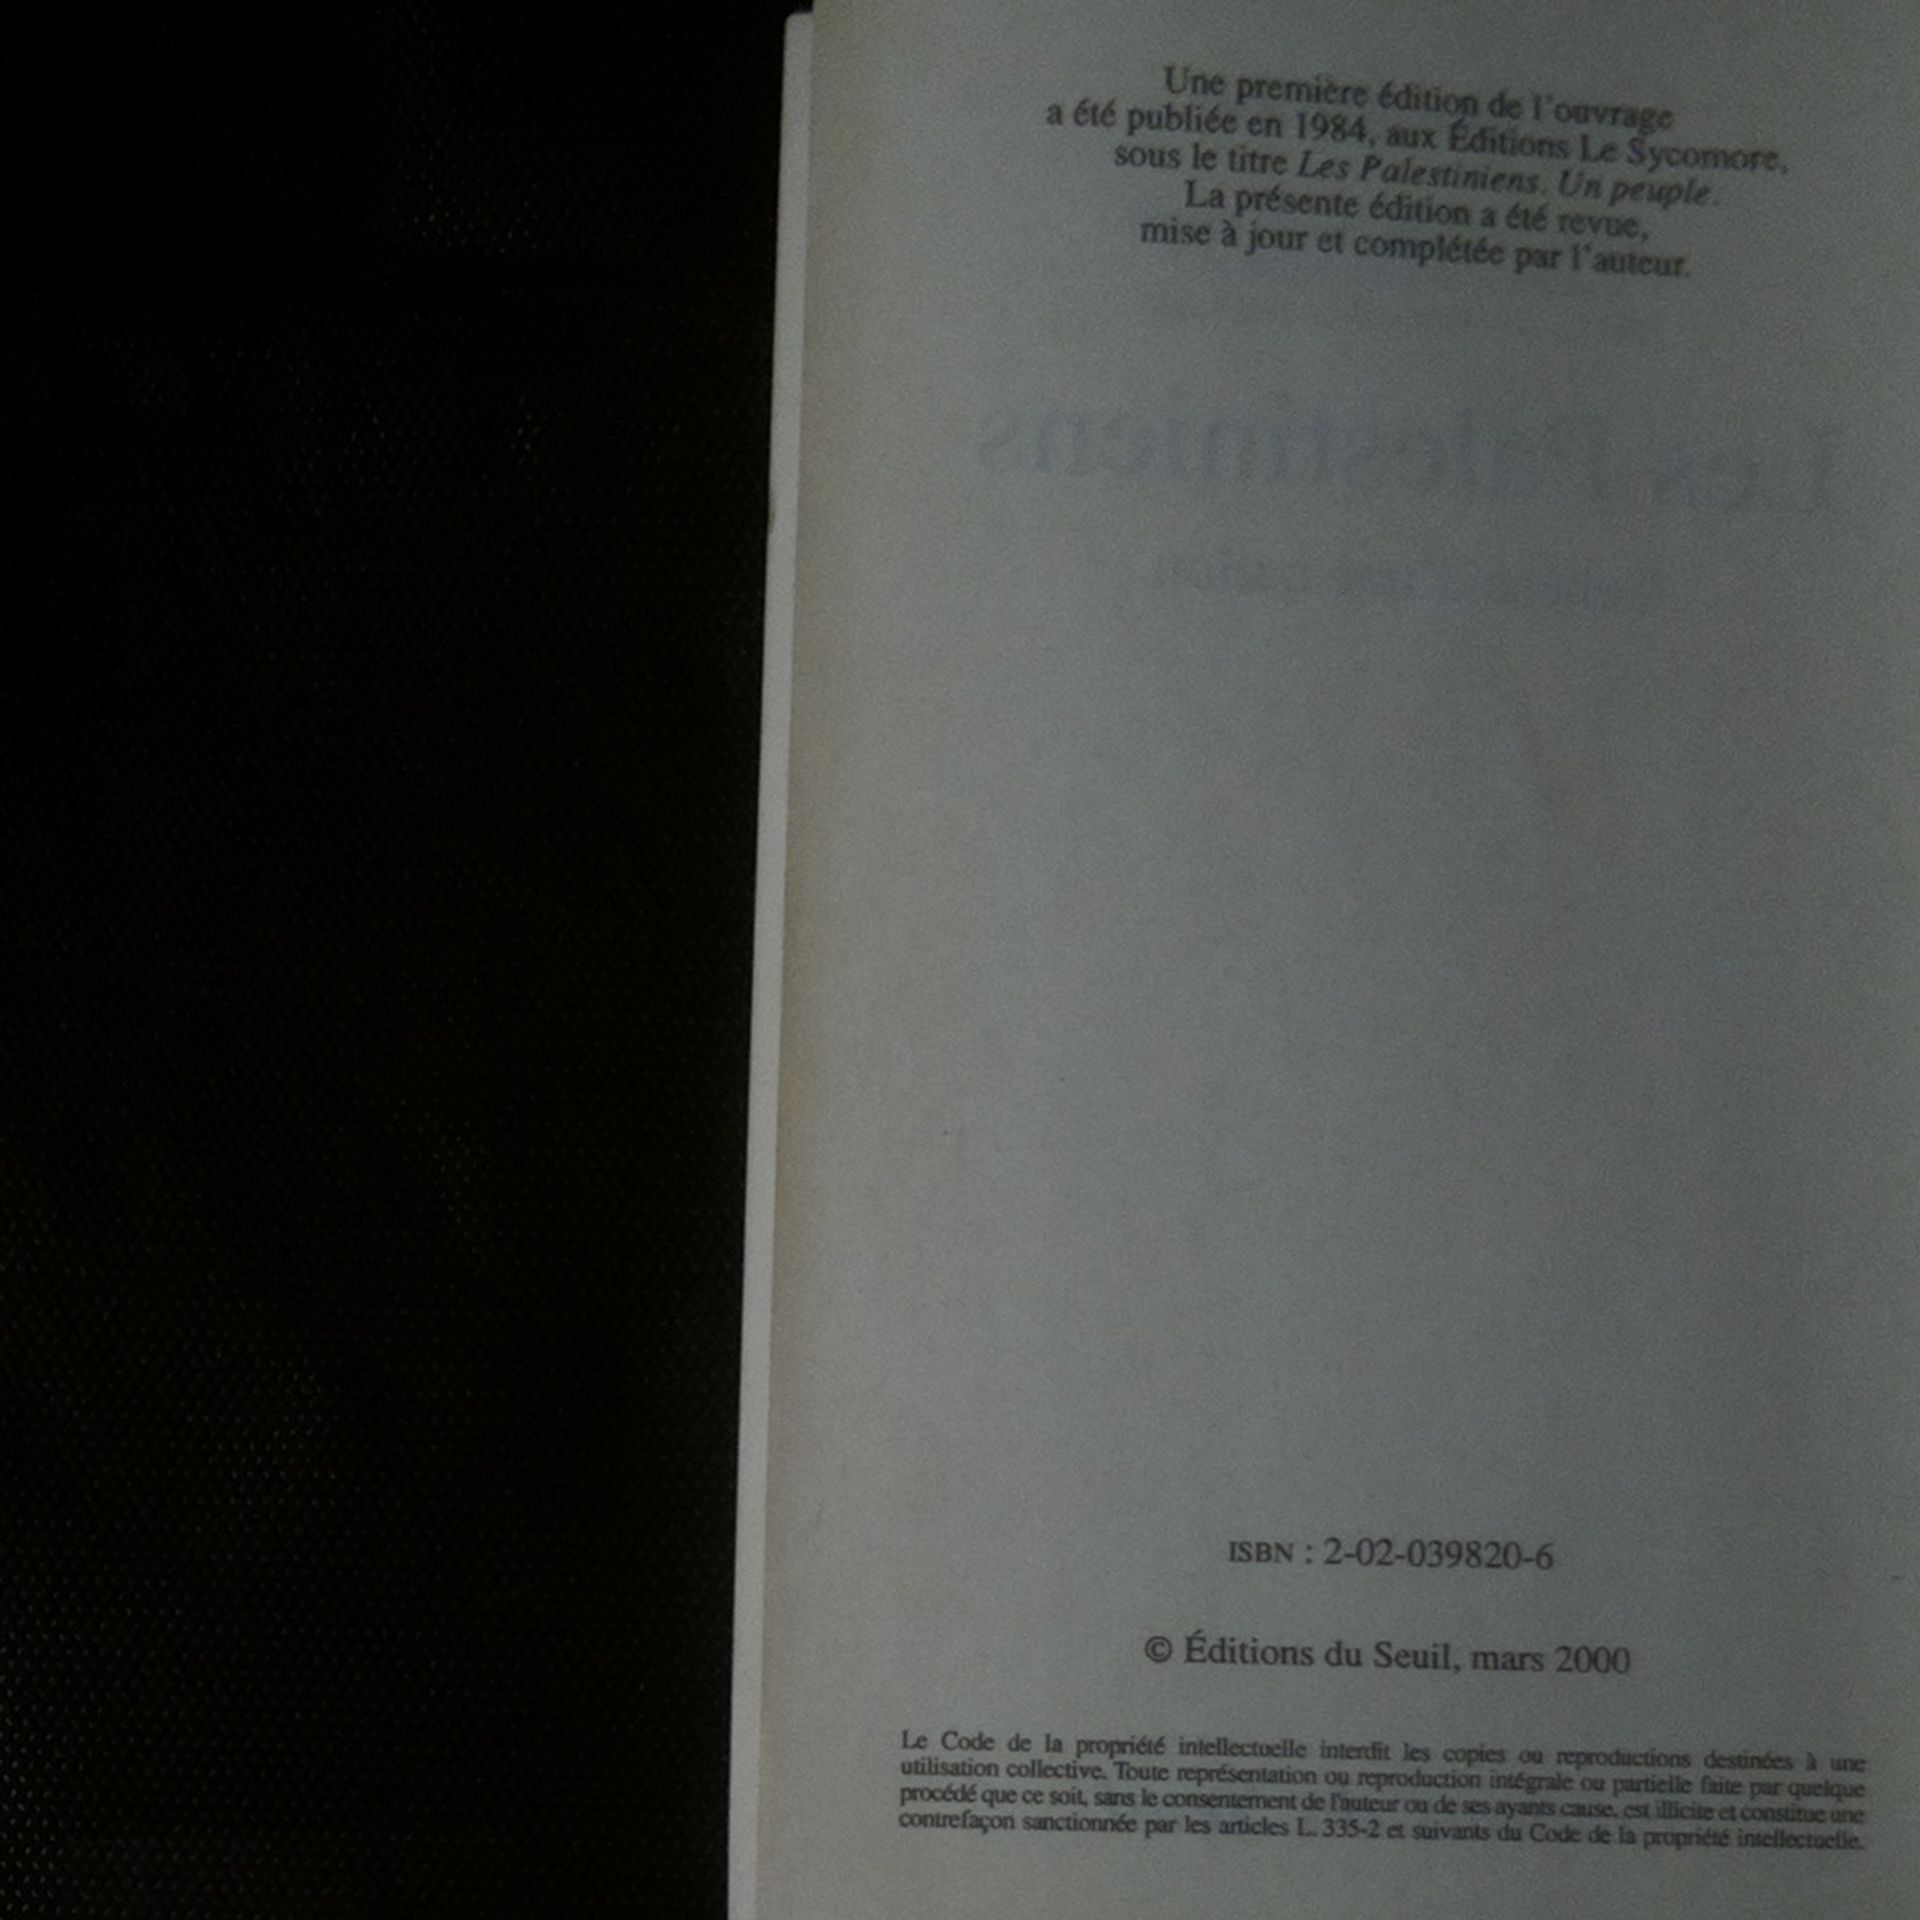 Une première édition de l'ouvrage
a été publiée en 1984, aux Éditions Le Sycomore,
sous le titre Les Palestiniens. Un peuple.
La présente édition a été revue,
mise à jour et complétée par l'auteur.
Les Palestiniens
ISBN : 2-02-039820-6
© Éditions du Seuil, mars 2000
Le Code de la propriété intellectuelle interdit les copies ou reproductions destinées à une
utilisation collective. Toute représentation ou reproduction intégrale ou partielle faite par quelque
procédé que ce soit, sans le consentement de l'auteur ou de ses ayants cause, est illicite et constitue une
contrefaçon sanctionnée par les articles L. 335-2 et suivants du Code de la propriété intellectuelle.